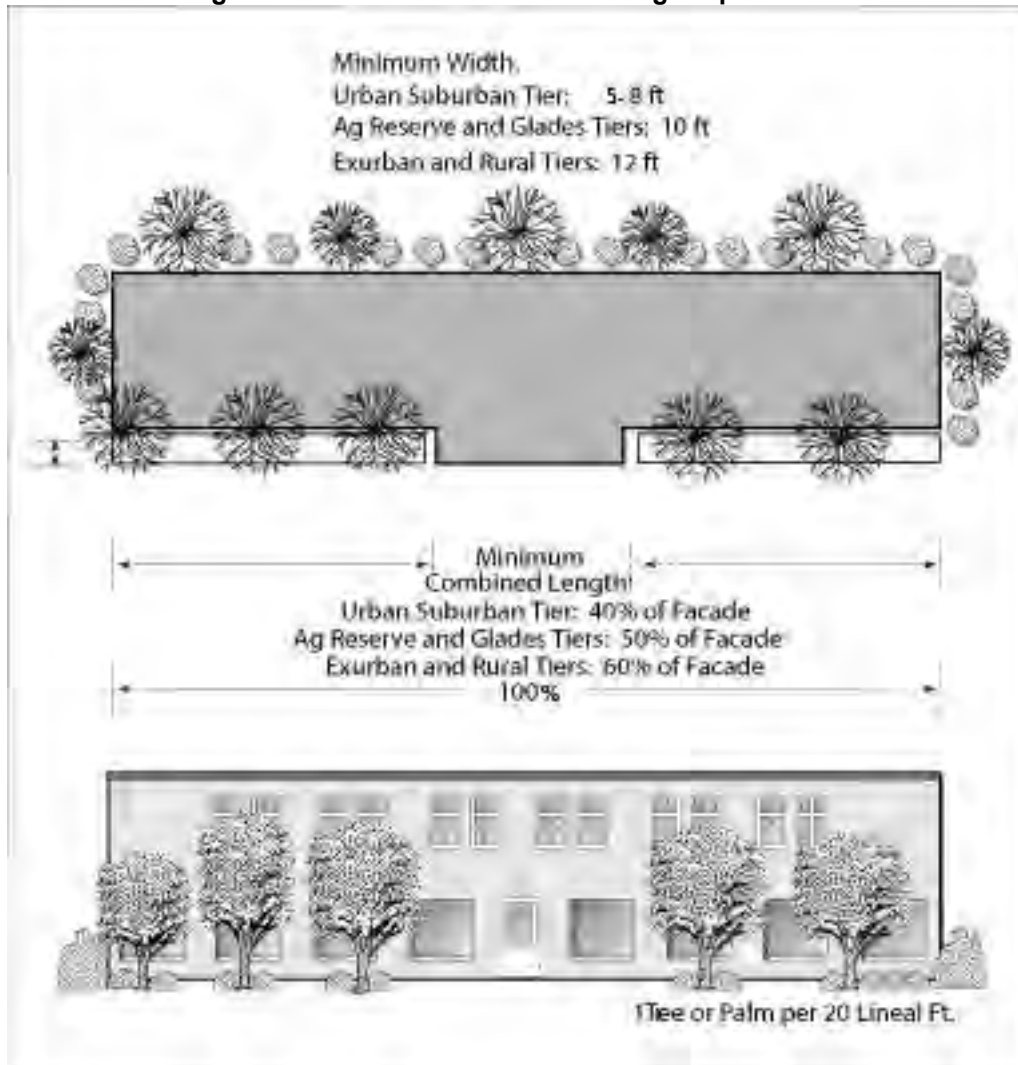 Minimum Width.
Urban Suburban Tier: 5-8 ft
Ag Reserve and Glades Tiers: 10 ft
Exurban and Rural Tiers: 12 ft
Minimum
Combined Length
Urban Suburban Tier: 40% of Facade
Ag Reserve and Glades Tiers: 50% of Facade
Exurban and Rural Tiers: 60% of Facade
100%
1 Tree or Palm per 20 Lineal Ft.